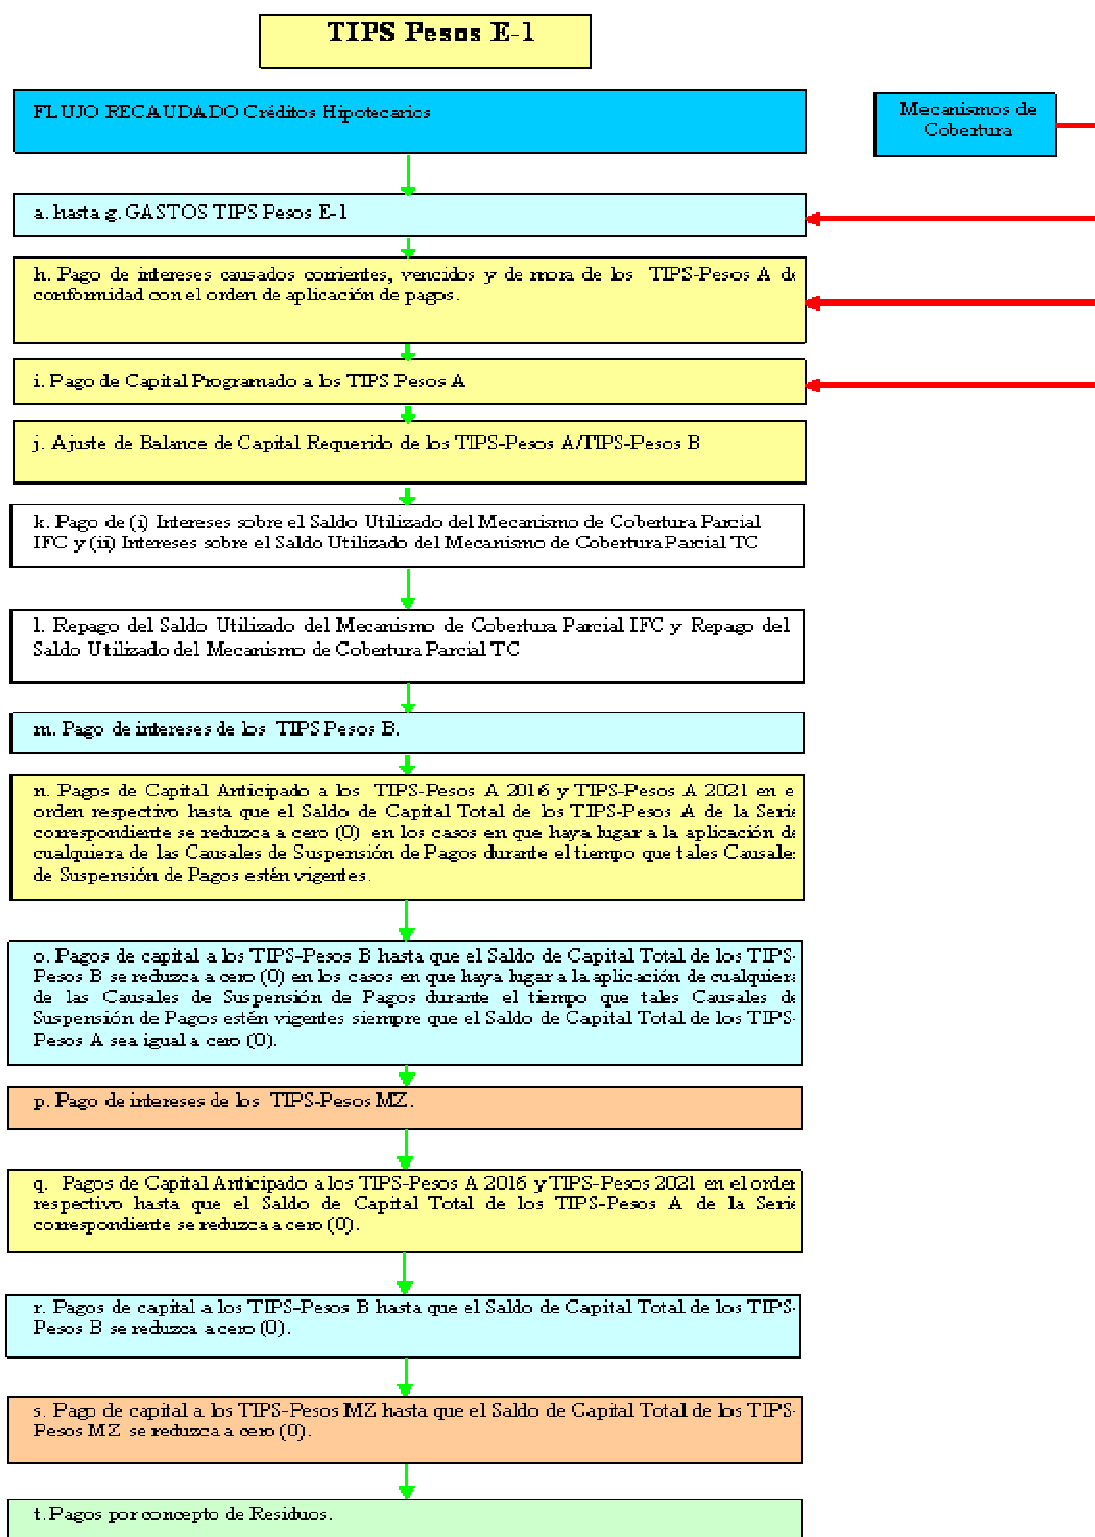 TIPS Pesos E-1
FLUJO RECAUDADO Créditos Hipotecarios
Mecanismos de
Cobertura
a. hasta g. GASTOS TIPS Pesos E-1
h. Pago de intereses causados corrientes, vencidos y de mora de los TIPS-Pesos A de
conformidad con el orden de aplicación de pagos.
i. Pago de Capital Programado a los TIPS Pesos A
j. Ajuste de Balance de Capital Requerido de los TIPS-Pesos A/TIPS-Pesos B
k. Pago de (i) Intereses sobre el Saldo Utilizado del Mecanismo de Cobertura Parcial
IFC y (ii) Intereses sobre el Saldo Utilizado del Mecanismo de Cobertura Parcial TC
l. Repago del Saldo Utilizado del Mecanismo de Cobertura Parcial IFC y Repago del
Saldo Utilizado del Mecanismo de Cobertura Parcial TC
m. Pago de intereses de los TIPS Pesos B.
n. Pagos de Capital Anticipado a los TIPS-Pesos A 2016 y TIPS-Pesos A 2021 en el
orden respectivo hasta que el Saldo de Capital Total de los TIPS-Pesos A de la Serie
correspondiente se reduzca a cero (0) en los casos en que haya lugar a la aplicación de
cualquiera de las Causales de Suspensión de Pagos durante el tiempo que tales Causales
de Suspensión de Pagos estén vigentes.
o. Pagos de capital a los TIPS-Pesos B hasta que el Saldo de Capital Total de los TIPS-
Pesos B se reduzca a cero (0) en los casos en que haya lugar a la aplicación de cualquiera
de las Causales de Suspensión de Pagos durante el tiempo que tales Causales de
Suspensión de Pagos estén vigentes siempre que el Saldo de Capital Total de los TIPS-
Pesos A sea igual a cero (0).
p. Pago de intereses de los TIPS-Pesos MZ.
q. Pagos de Capital Anticipado a los TIPS-Pesos A 2016 y TIPS-Pesos 2021 en el orden
respectivo hasta que el Saldo de Capital Total de los TIPS-Pesos A de la Serie
correspondiente se reduzca a cero (0).
r. Pagos de capital a los TIPS-Pesos B hasta que el Saldo de Capital Total de los TIPS-
Pesos B se reduzca a cero (0).
s. Pago de capital a los TIPS-Pesos MZ hasta que el Saldo de Capital Total de los TIPS-
Pesos MZ se reduzca a cero (0).
t. Pagos por concepto de Residuos.